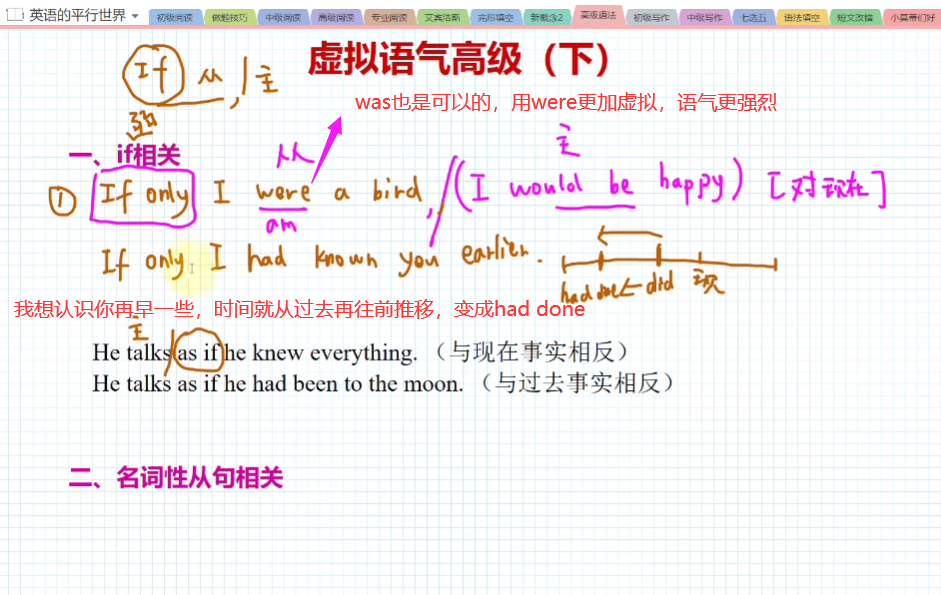 英语的平行世界
初级阅读 做题技巧 中级阅读 高级阅读 专业阅读 艾宾浩斯 完形填空 新概念2 高级语法 初级写作 中级写作 七选五 语法填空 短文改错 小莫带们好
虚拟语气高级（下）
If 从, 主
was也是可以的，用were更加虚拟，语气更强烈
一、if相关
从 主
① If only I were a bird, (I would be happy) [对现在]
am
If only I had known you earlier.
had done ← did 现
我想认识你再早一些，时间就从过去再往前推移，变成had done
主
He talks as if he knew everything. （与现在事实相反）
He talks as if he had been to the moon. （与过去事实相反）
二、名词性从句相关